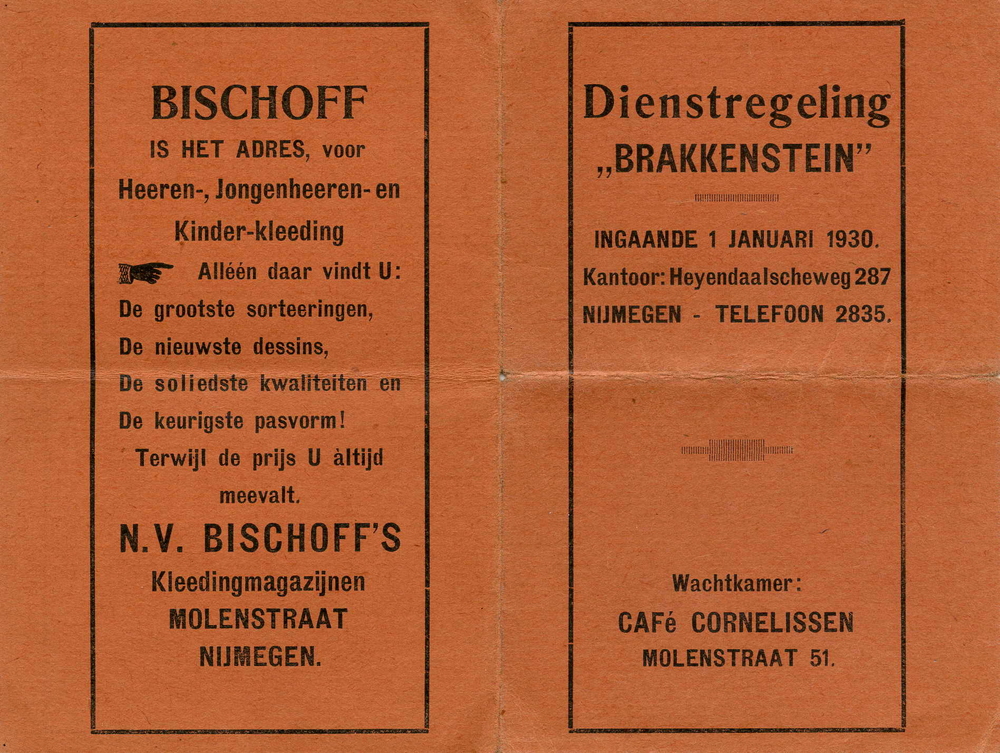 BISCHOFF
IS HET ADRES, voor
Heeren-, Jongenheeren- en
Kinder-kleeding
Alléén daar vindt U:
De grootste sorteeringen,
De nieuwste dessins,
De soliedste kwaliteiten en
De keurigste pasvorm!
Terwijl de prijs U àltijd
meevalt.
N.V. BISCHOFF'S
Kleedingmagazijnen
MOLENSTRAAT
NIJMEGEN.
Dienstregeling
„BRAKKENSTEIN”
INGAANDE 1 JANUARI 1930.
Kantoor: Heyendaalscheweg 287
NIJMEGEN - TELEFOON 2835.
Wachtkamer:
CAFé CORNELISSEN
MOLENSTRAAT 51.